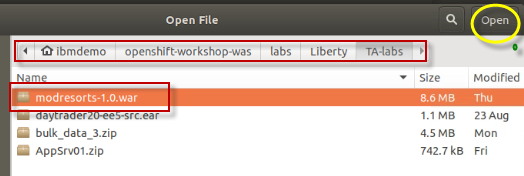 Open File
Open
ibmdemo openshift-workshop-was labs Liberty TA-labs
Name Size Modified
modresorts-1.0.war 8.6 MB Thu
daytrader20-ee5-src.ear 1.1 MB 23 Aug
bulk_data_3.zip 4.5 MB Mon
AppSrv01.zip 742.7 kB Fri